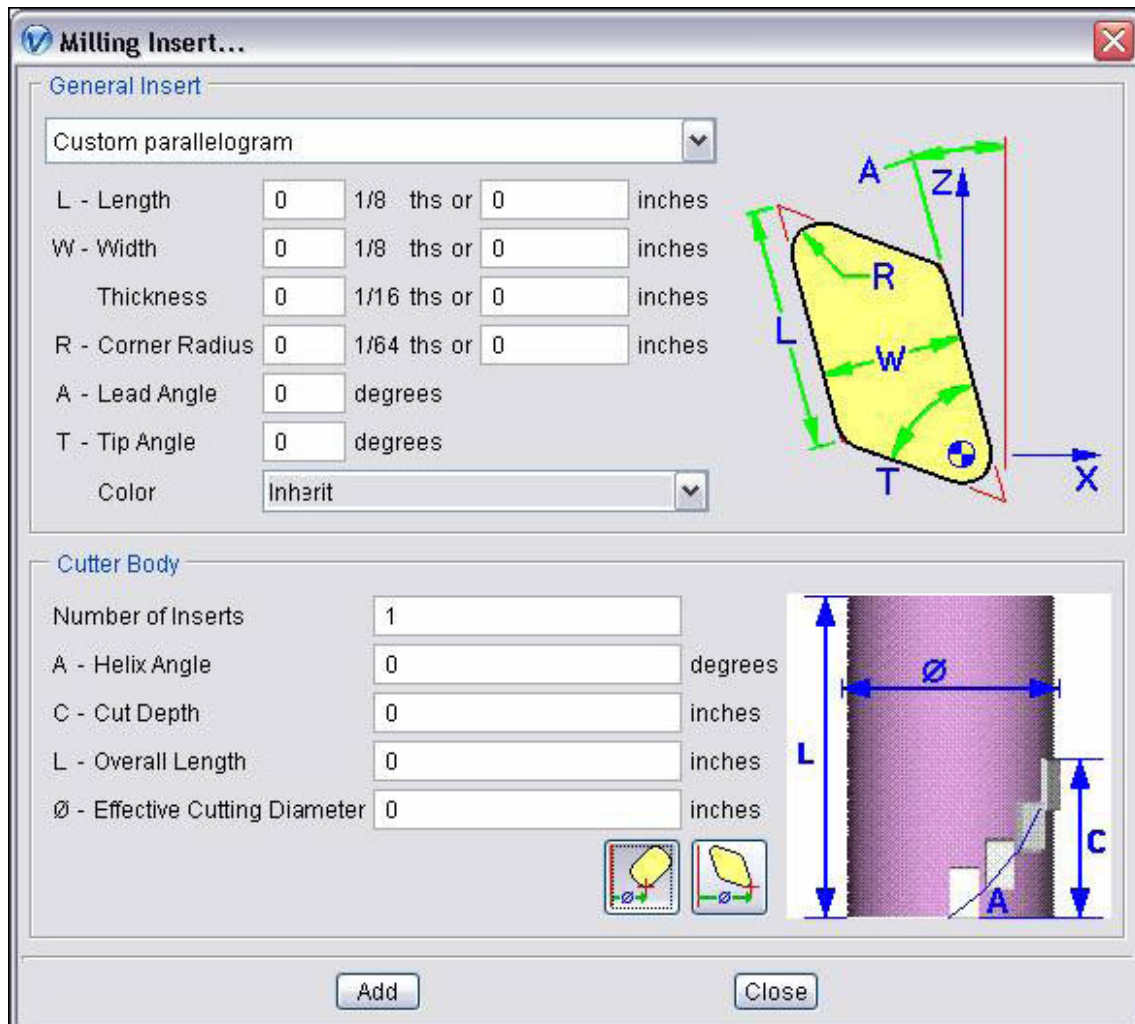 Milling Insert...
General Insert
Custom parallelogram
L - Length 0 1/8 ths or 0 inches
W - Width 0 1/8 ths or 0 inches
Thickness 0 1/16 ths or 0 inches
R - Corner Radius 0 1/64 ths or 0 inches
A - Lead Angle 0 degrees
T - Tip Angle 0 degrees
Color Inherit
A
Z
R
L
W
T
X
Cutter Body
Number of Inserts 1
A - Helix Angle 0 degrees
C - Cut Depth 0 inches
L - Overall Length 0 inches
Ø - Effective Cutting Diameter 0 inches
Ø
L
C
A
Ø
Ø
Add Close